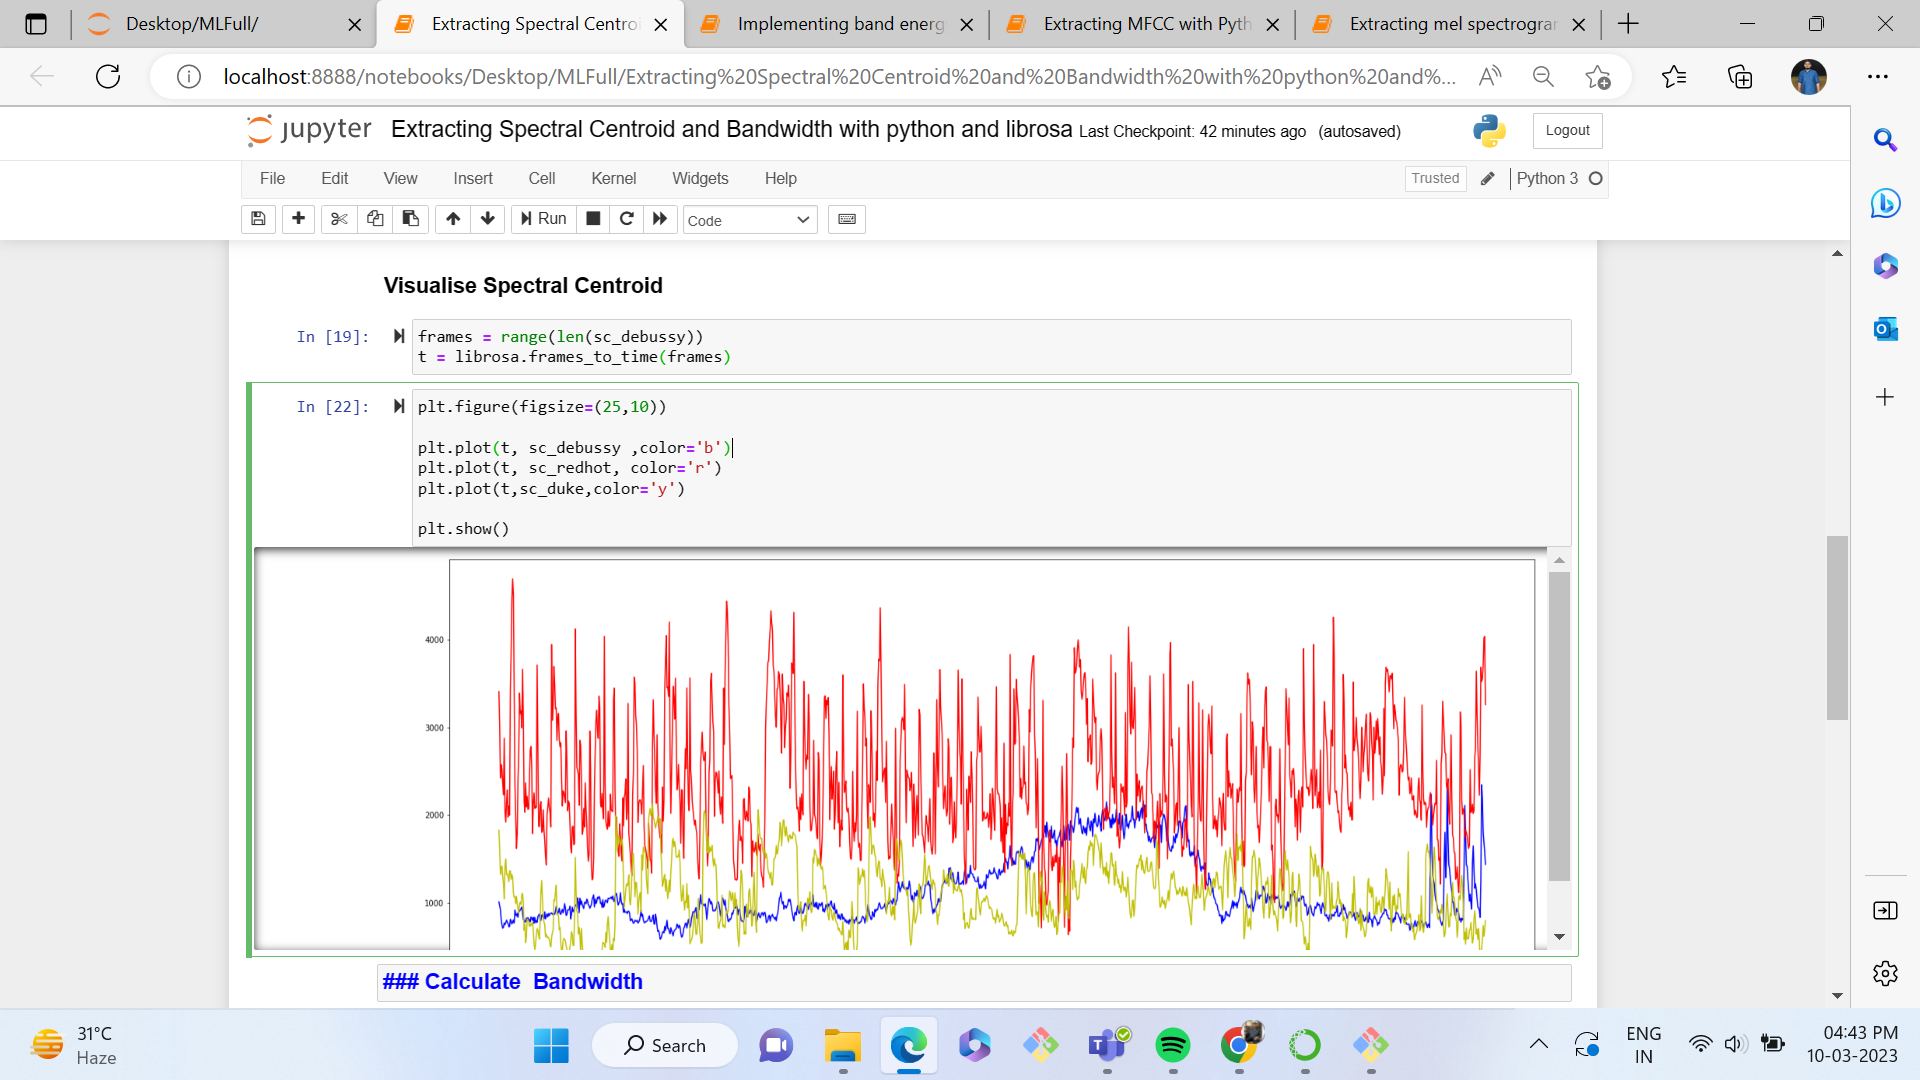 Desktop/MLFull/
Extracting Spectral Centroi
Implementing band energ
Extracting MFCC with Pyth
Extracting mel spectrogran
localhost:8888/notebooks/Desktop/MLFull/Extracting%20Spectral%20Centroid%20and%20Bandwidth%20with%20python%20and%...
jupyter Extracting Spectral Centroid and Bandwidth with python and librosa Last Checkpoint: 42 minutes ago (autosaved)
Logout
File Edit View Insert Cell Kernel Widgets Help
Trusted
Python 3
Run
Code
Visualise Spectral Centroid
In [19]:
frames = range(len(sc_debussy))
t = librosa.frames_to_time(frames)
In [22]:
plt.figure(figsize=(25,10))
plt.plot(t, sc_debussy ,color='b')
plt.plot(t, sc_redhot, color='r')
plt.plot(t,sc_duke,color='y')
plt.show()
4000
3000
2000
1000
### Calculate  Bandwidth
31°C
Haze
Search
ENG
IN
04:43 PM
10-03-2023